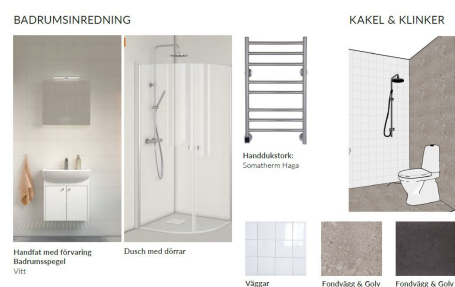 BADRUMSINREDNING
KAKEL & KLINKER
Handdukstork:
Somatherm Haga
Handfat med förvaring
Badrumsspegel
Vitt
Dusch med dörrar
Väggar
Fondvägg & Golv
Fondvägg & Golv